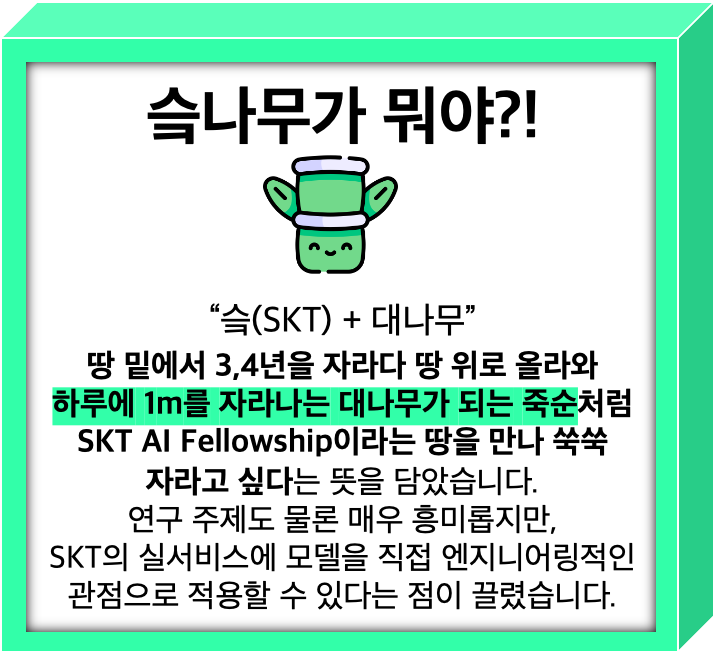 슼나무가 뭐야?!
“슼(SKT) + 대나무”
땅 밑에서 3,4년을 자라다 땅 위로 올라와
하루에 1m를 자라나는 대나무가 되는 죽순처럼
SKT AI Fellowship이라는 땅을 만나 쑥쑥
자라고 싶다는 뜻을 담았습니다.
연구 주제도 물론 매우 흥미롭지만,
SKT의 실서비스에 모델을 직접 엔지니어링적인
관점으로 적용할 수 있다는 점이 끌렸습니다.